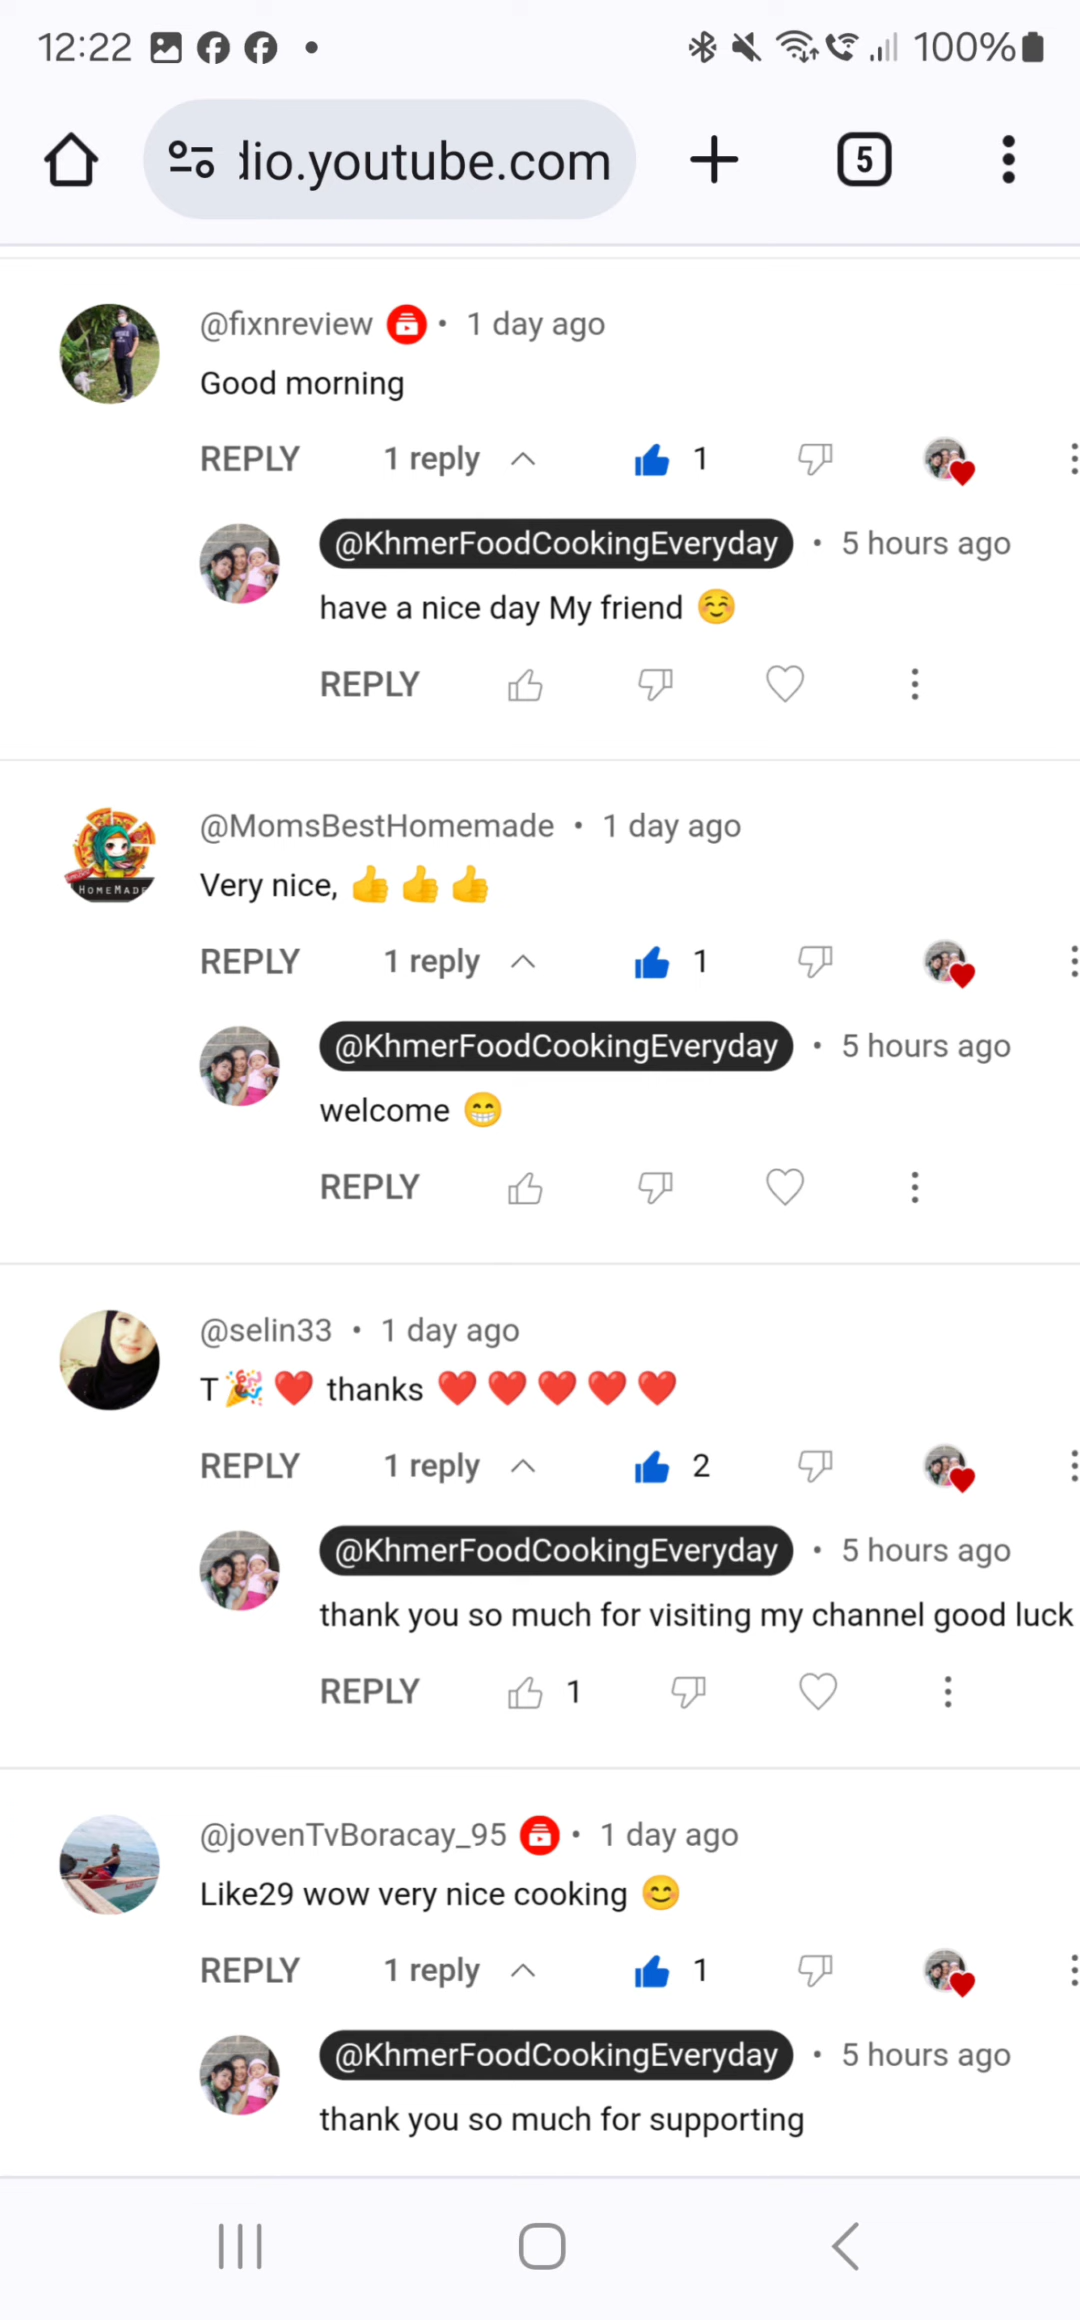 12:22
100%
dio.youtube.com
5
@fixnreview • 1 day ago
Good morning
REPLY 1 reply 1
@KhmerFoodCookingEveryday • 5 hours ago
have a nice day My friend ☺️
REPLY
@MomsBestHomemade • 1 day ago
HOMEMADE
Very nice, 👍 👍 👍
REPLY 1 reply 1
@KhmerFoodCookingEveryday • 5 hours ago
welcome 😁
REPLY
@selin33 • 1 day ago
T🎉❤️ thanks ❤️❤️❤️❤️❤️
REPLY 1 reply 2
@KhmerFoodCookingEveryday • 5 hours ago
thank you so much for visiting my channel good luck
REPLY 1
@jovenTvBoracay_95 • 1 day ago
Like29 wow very nice cooking 😊
REPLY 1 reply 1
@KhmerFoodCookingEveryday • 5 hours ago
thank you so much for supporting